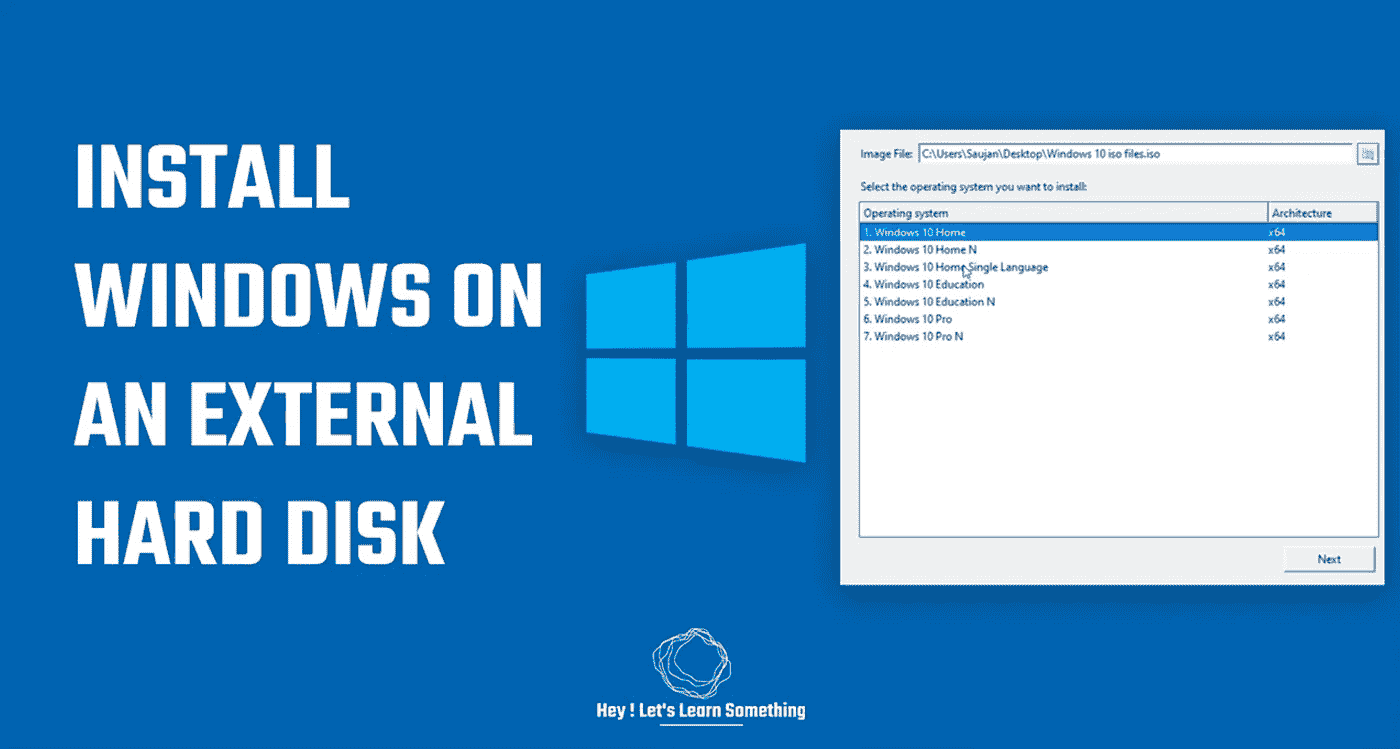 INSTALL
WINDOWS ON
AN EXTERNAL
HARD DISK
Image File: C:\Users\Saujan\Desktop\Windows 10 iso files.iso
Select the operating system you want to install:
Operating system Architecture
1. Windows 10 Home x64
2. Windows 10 Home N x64
3. Windows 10 Home Single Language x64
4. Windows 10 Education x64
5. Windows 10 Education N x64
6. Windows 10 Pro x64
7. Windows 10 Pro N x64
Next
Hey ! Let's Learn Something